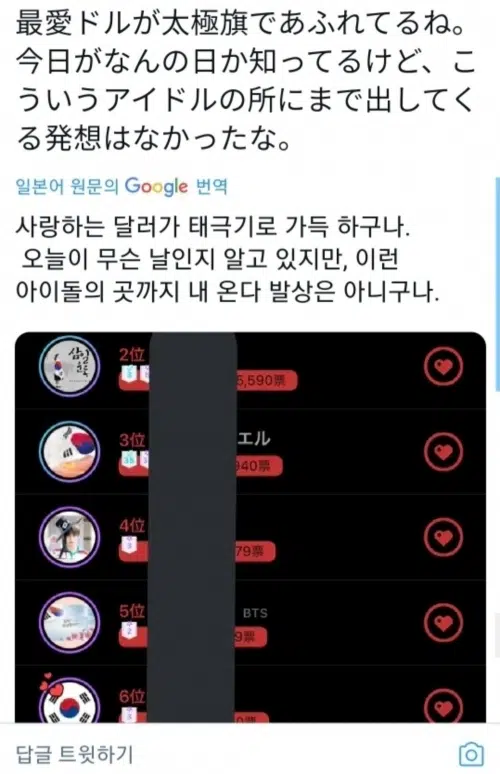 最愛ドルが太極旗であふれてるね。
今日がなんの日か知ってるけど、こ
ういうアイドルの所にまで出してく
る発想はなかったな。
일본어 원문의 Google 번역
사랑하는 달러가 태극기로 가득 하구나.
오늘이 무슨 날인지 알고 있지만, 이런
아이돌의 곳까지 내 온다 발상은 아니구나.
2位
5,590票
3位
エル
940票
4位
79票
5位
BTS
9票
6位
답글 트윗하기